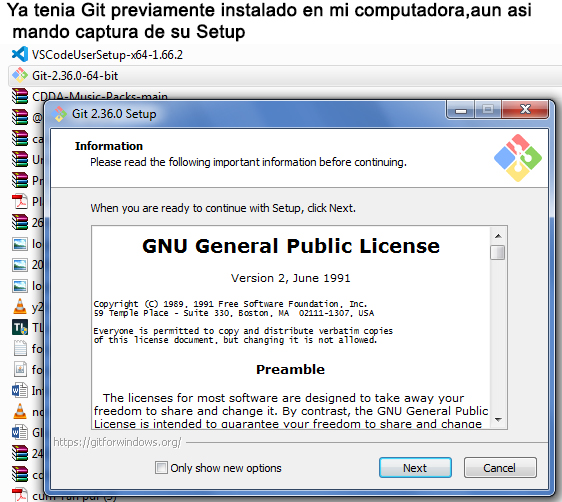 Ya tenia Git previamente instalado en mi computadora,aun asi
mando captura de su Setup
VSCodeUserSetup-x64-1.66.2
Git-2.36.0-64-bit
CDDA-Music-Packs-main
Git 2.36.0 Setup
Information
Please read the following important information before continuing.
When you are ready to continue with Setup, click Next.
GNU General Public License
Version 2, June 1991
Copyright (C) 1989, 1991 Free Software Foundation, Inc.
59 Temple Place - Suite 330, Boston, MA  02111-1307, USA
Everyone is permitted to copy and distribute verbatim copies
of this license document, but changing it is not allowed.
Preamble
The licenses for most software are designed to take away your
freedom to share and change it. By contrast, the GNU General Public
License is intended to guarantee your freedom to share and change
https://gitforwindows.org/
Only show new options
Next
Cancel